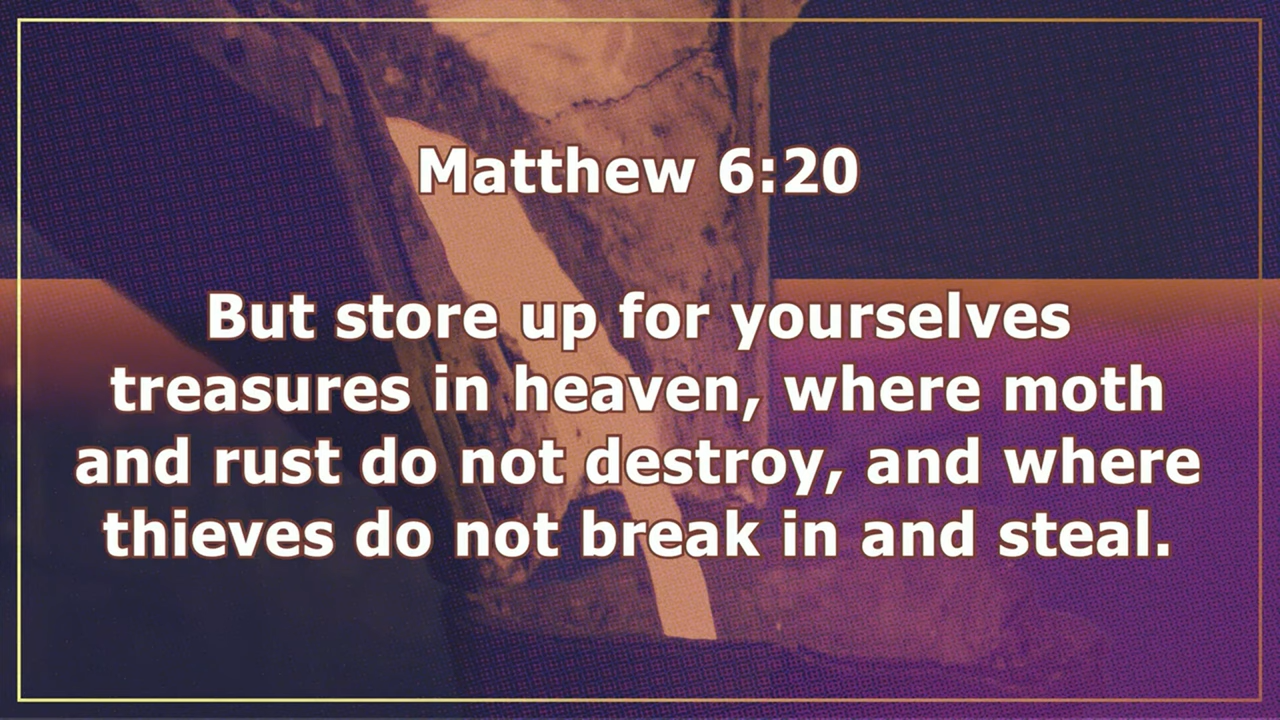 Matthew 6:20
But store up for yourselves
treasures in heaven, where moth
and rust do not destroy, and where
thieves do not break in and steal.